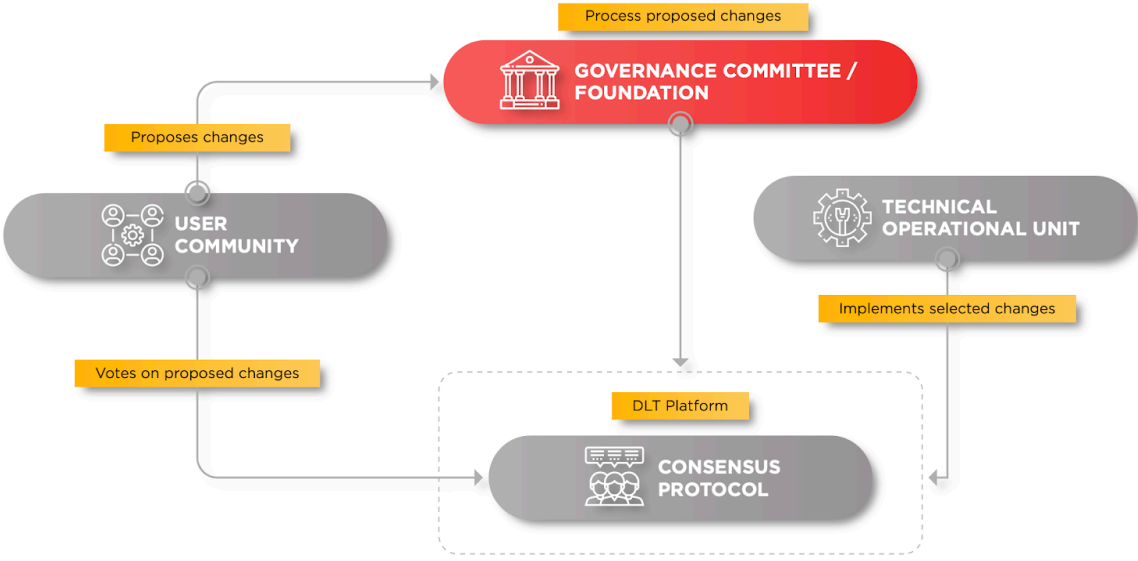 Process proposed changes
GOVERNANCE COMMITTEE /
FOUNDATION
Proposes changes
USER
COMMUNITY
TECHNICAL
OPERATIONAL UNIT
Implements selected changes
Votes on proposed changes
DLT Platform
CONSENSUS
PROTOCOL